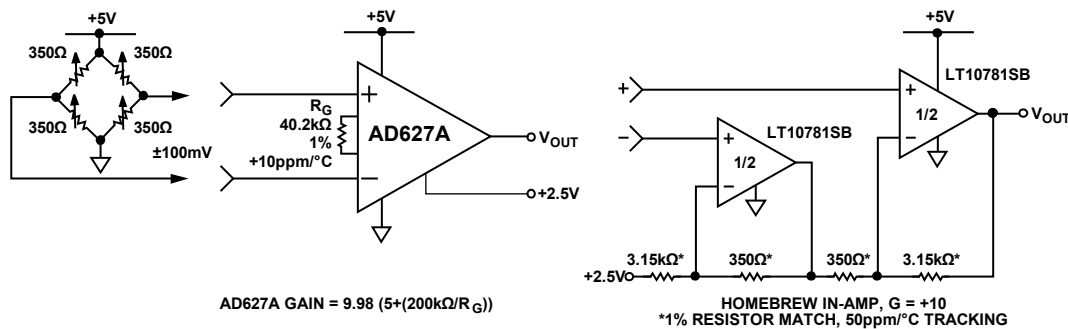 +5V
350Ω 350Ω
350Ω 350Ω
±100mV
+5V
+
RG
40.2kΩ
1%
+10ppm/°C
AD627A
−
VOUT
+2.5V
AD627A GAIN = 9.98 (5+(200kΩ/RG))
+5V
LT10781SB
+
+
1/2
−
VOUT
−
+
LT10781SB
1/2
−
3.15kΩ* 350Ω* 350Ω* 3.15kΩ*
+2.5V
HOMEBREW IN-AMP, G = +10
*1% RESISTOR MATCH, 50ppm/°C TRACKING